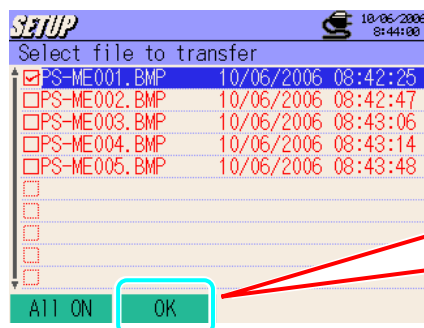 SETUP
10/06/2006
8:44:00
Select file to transfer
PS-ME001.BMP 10/06/2006 08:42:25
PS-ME002.BMP 10/06/2006 08:42:47
PS-ME003.BMP 10/06/2006 08:43:06
PS-ME004.BMP 10/06/2006 08:43:14
PS-ME005.BMP 10/06/2006 08:43:48
All ON OK